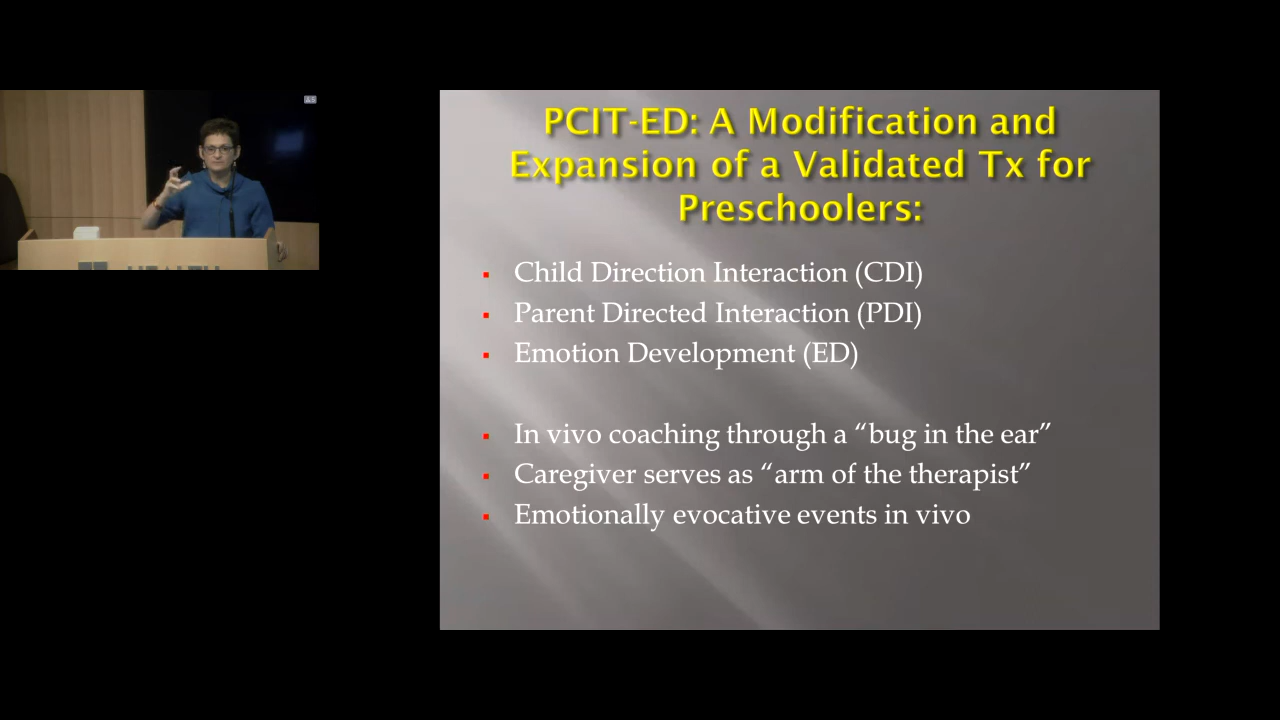 PCIT-ED: A Modification and
Expansion of a Validated Tx for
Preschoolers:
Child Direction Interaction (CDI)
Parent Directed Interaction (PDI)
Emotion Development (ED)
In vivo coaching through a “bug in the ear”
Caregiver serves as “arm of the therapist”
Emotionally evocative events in vivo